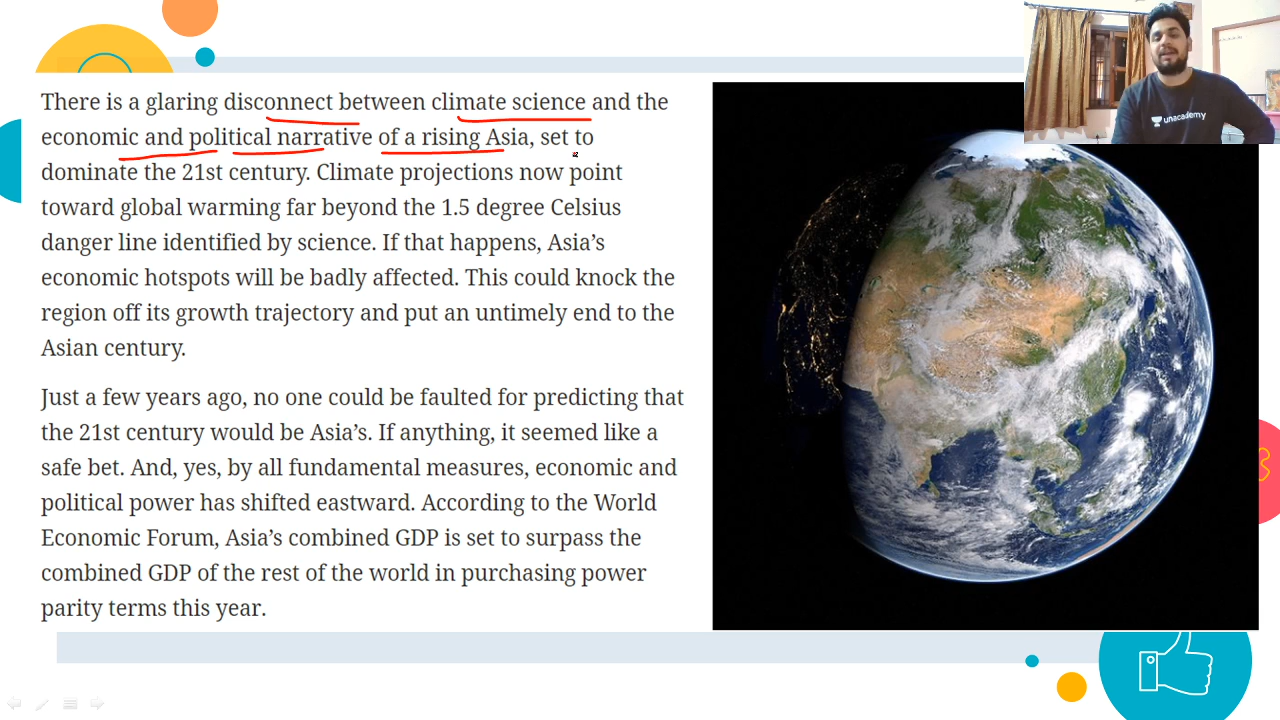 There is a glaring disconnect between climate science and the
economic and political narrative of a rising Asia, set to
dominate the 21st century. Climate projections now point
toward global warming far beyond the 1.5 degree Celsius
danger line identified by science. If that happens, Asia’s
economic hotspots will be badly affected. This could knock the
region off its growth trajectory and put an untimely end to the
Asian century.
Just a few years ago, no one could be faulted for predicting that
the 21st century would be Asia’s. If anything, it seemed like a
safe bet. And, yes, by all fundamental measures, economic and
political power has shifted eastward. According to the World
Economic Forum, Asia’s combined GDP is set to surpass the
combined GDP of the rest of the world in purchasing power
parity terms this year.
unacademy